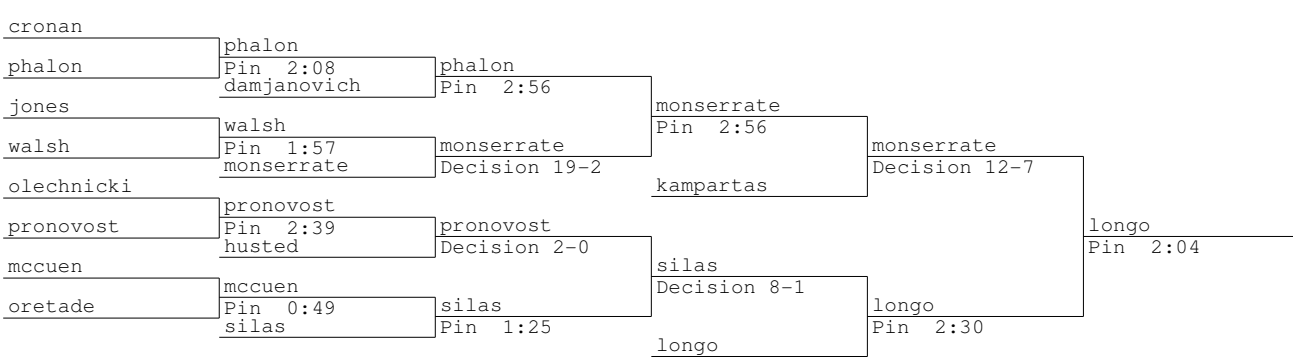 cronan
phalon
phalon
Pin 2:08
phalon
damjanovich
Pin 2:56
jones
monserrate
walsh
Pin 2:56
walsh
Pin 1:57
monserrate
monserrate
monserrate
Decision 19-2
Decision 12-7
olechnicki
kampartas
pronovost
pronovost
Pin 2:39
pronovost
longo
husted
Decision 2-0
Pin 2:04
mccuen
silas
mccuen
Decision 8-1
oretade
Pin 0:49
silas
longo
silas
Pin 1:25
Pin 2:30
longo